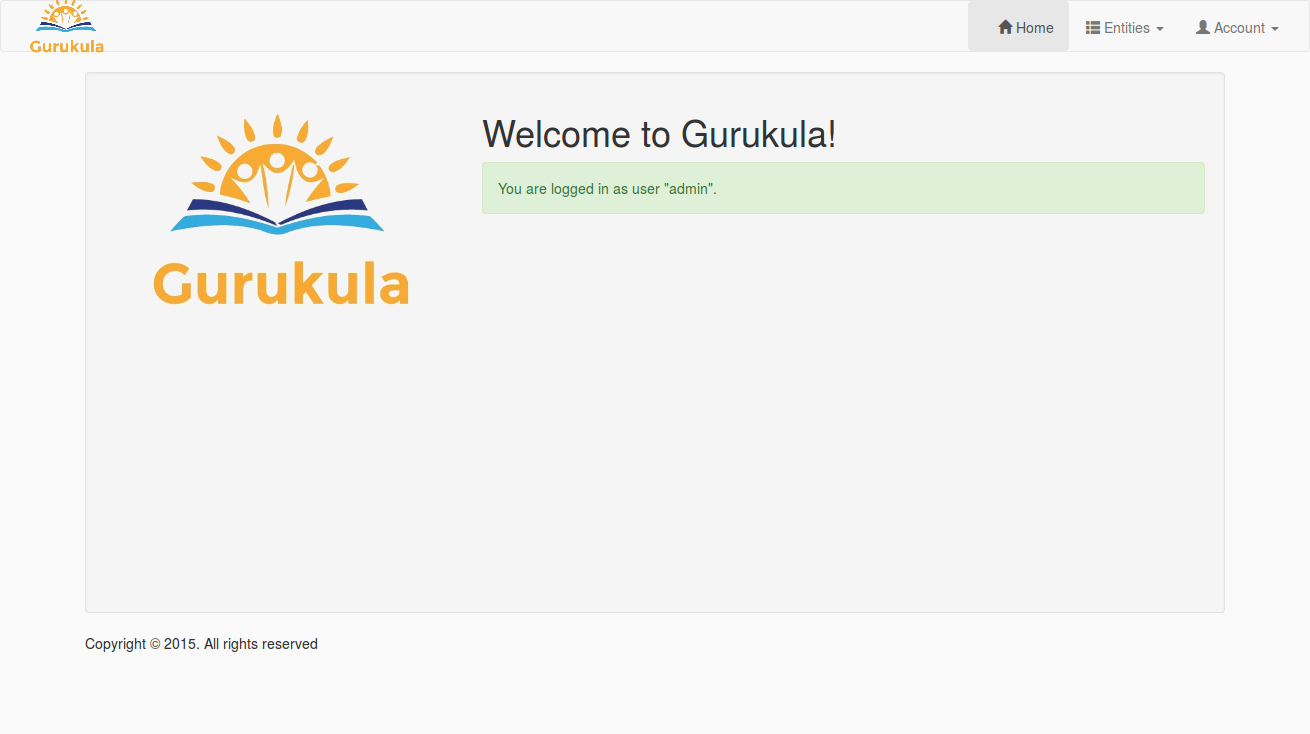 Gurukula
Home
Entities
Account
Gurukula
Welcome to Gurukula!
You are logged in as user "admin".
Copyright © 2015. All rights reserved